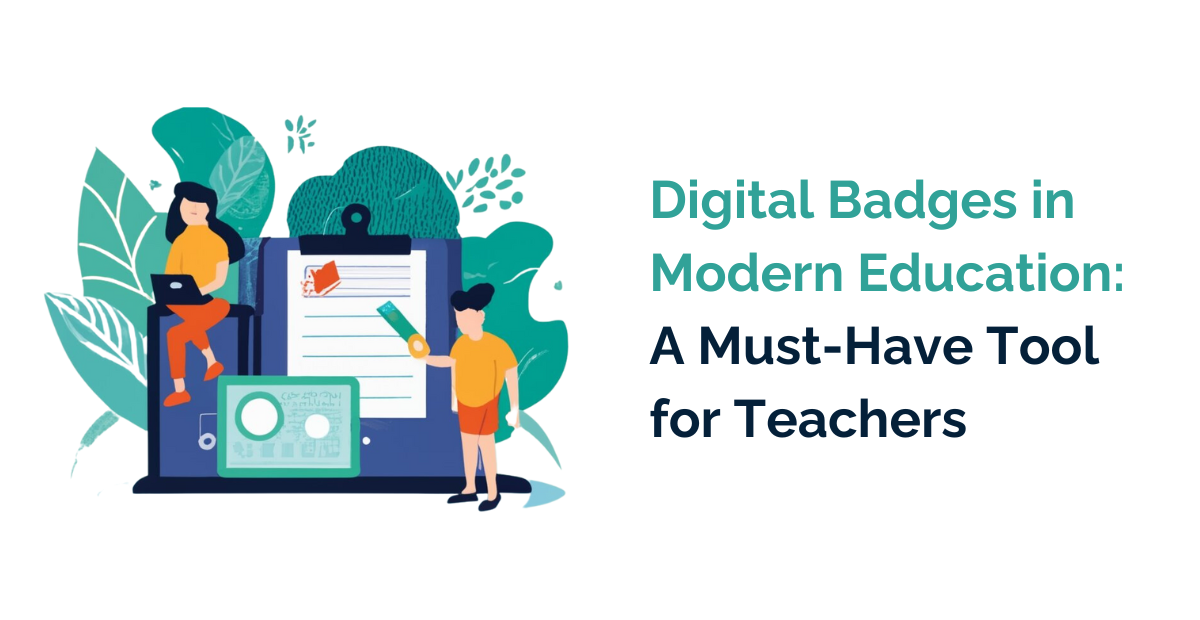 Digital Badges in
Modern Education:
A Must-Have Tool
for Teachers